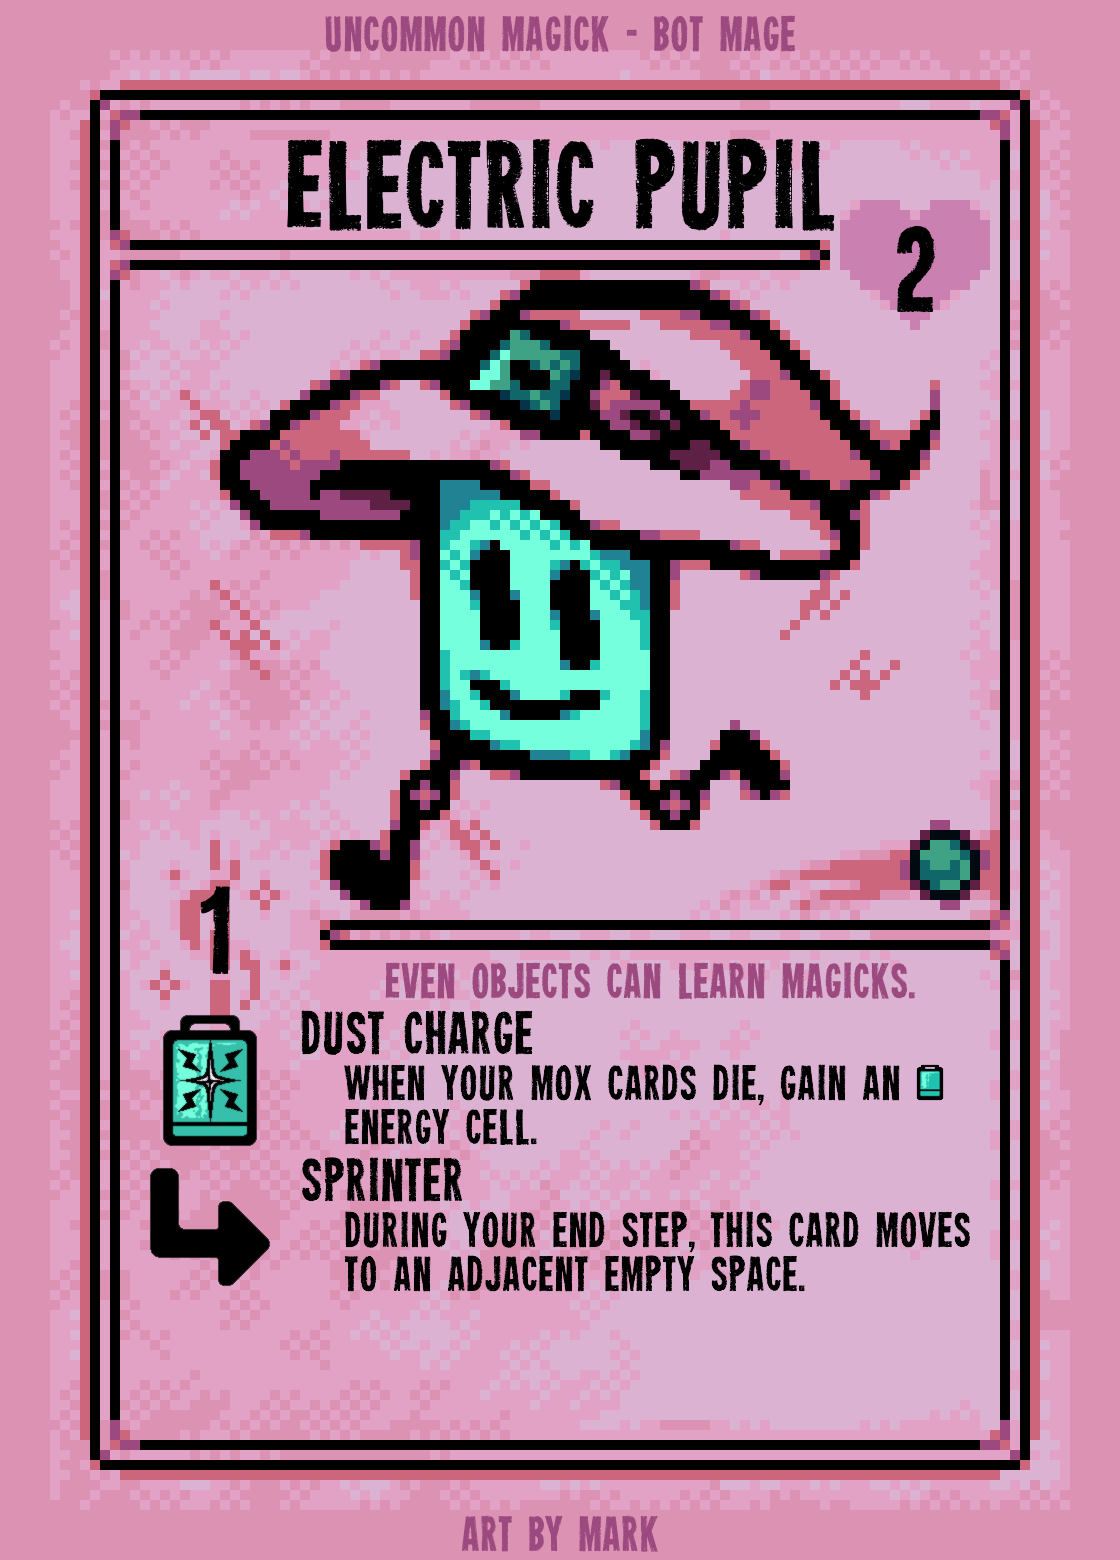 UNCOMMON MAGICK - BOT MAGE
ELECTRIC PUPIL
2
1
EVEN OBJECTS CAN LEARN MAGICKS.
DUST CHARGE
WHEN YOUR MOX CARDS DIE, GAIN AN
ENERGY CELL.
SPRINTER
DURING YOUR END STEP, THIS CARD MOVES
TO AN ADJACENT EMPTY SPACE.
ART BY MARK